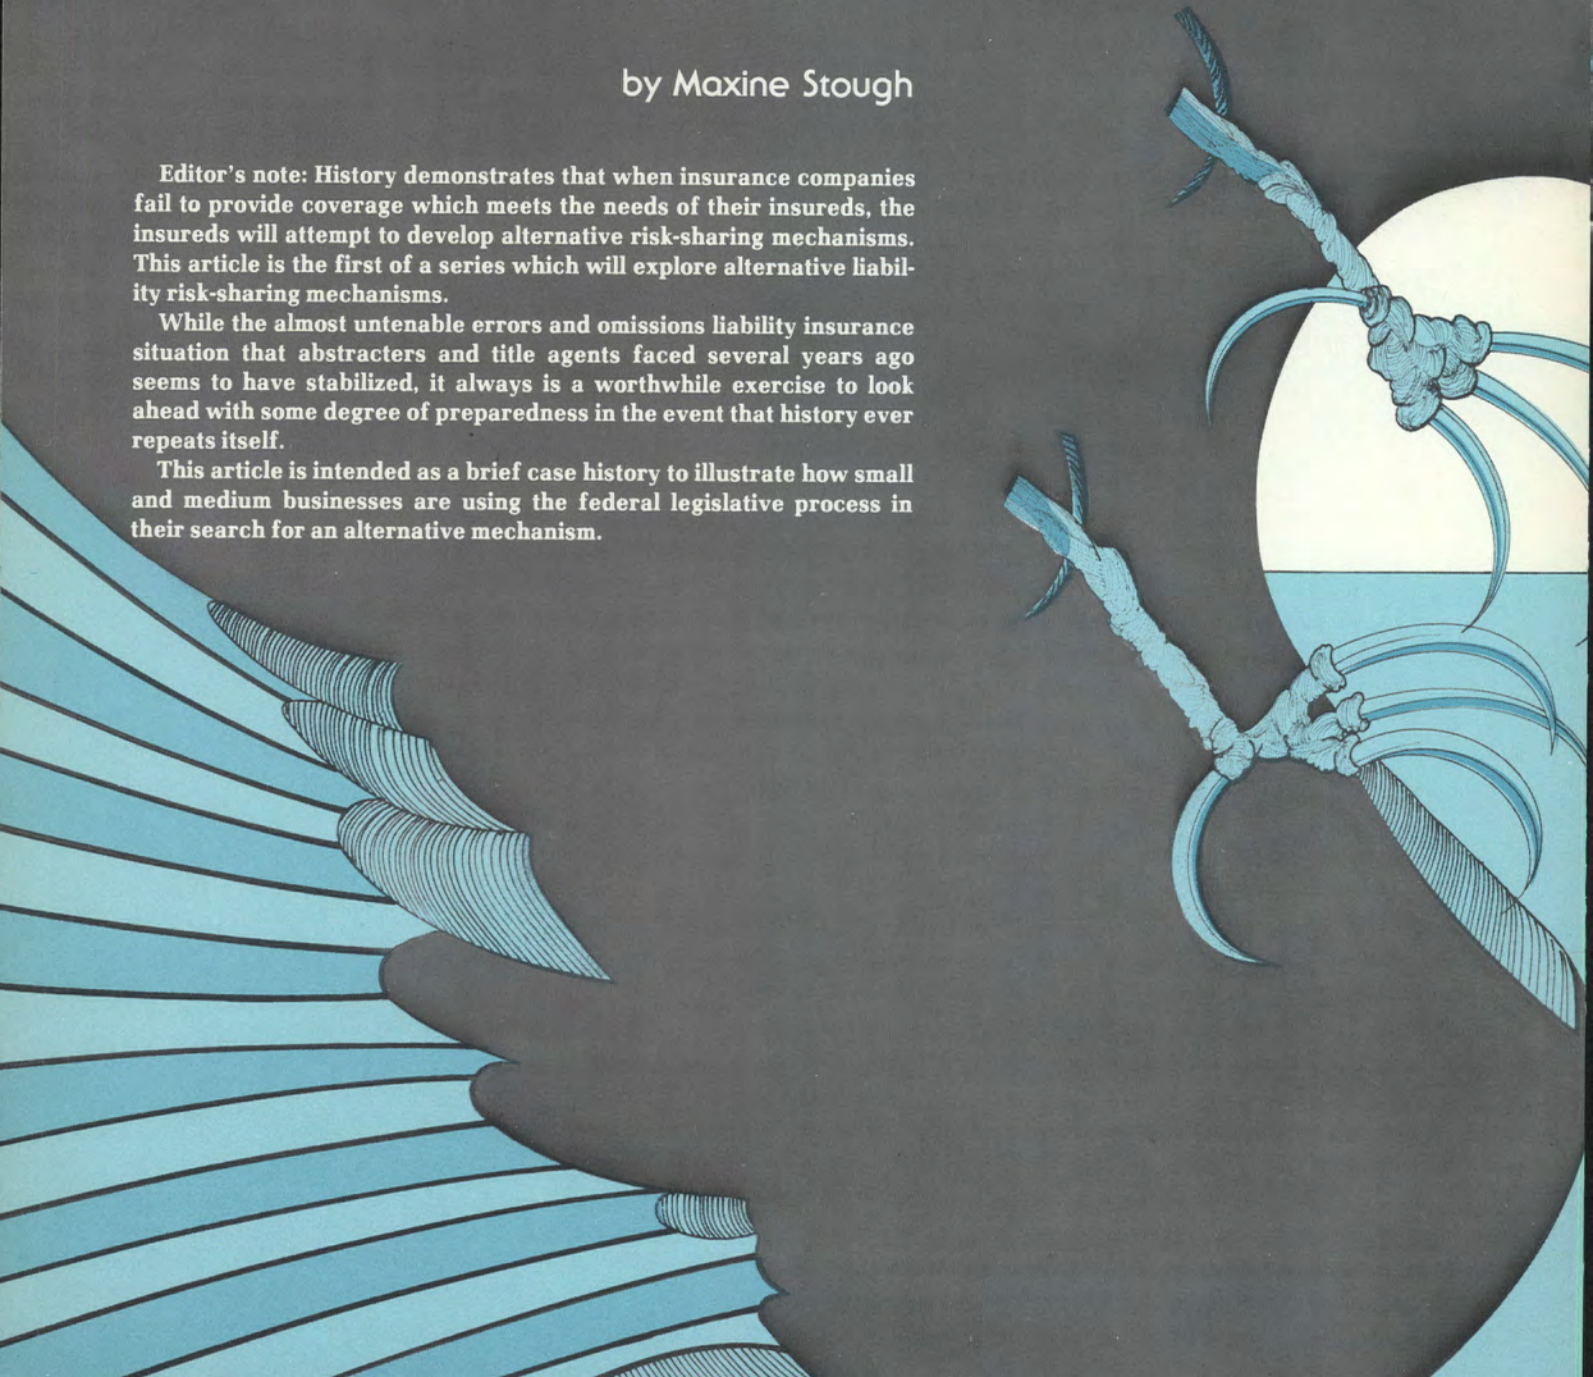 by Maxine Stough
Editor's note: History demonstrates that when insurance companies
fail to provide coverage which meets the needs of their insureds, the
insureds will attempt to develop alternative risk-sharing mechanisms.
This article is the first of a series which will explore alternative liabil-
ity risk-sharing mechanisms.
While the almost untenable errors and omissions liability insurance
situation that abstracters and title agents faced several years ago
seems to have stabilized, it always is a worthwhile exercise to look
ahead with some degree of preparedness in the event that history ever
repeats itself.
This article is intended as a brief case history to illustrate how small
and medium businesses are using the federal legislative process in
their search for an alternative mechanism.